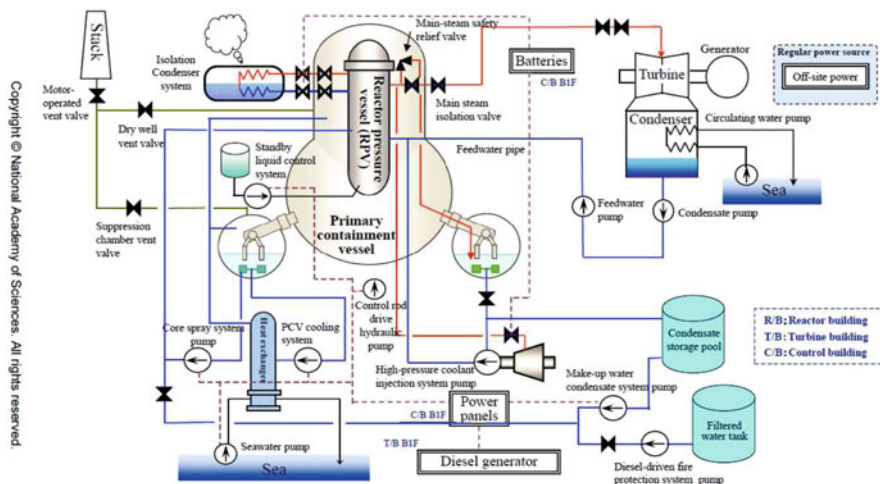 Stack
Isolation
Condenser
system
Main-steam safety
relief valve
Batteries
C/B B1F
Generator
Turbine
Regular power source
Off-site power
Motor-
operated vent
valve
Dry well
vent valve
Reactor pressure
vessel (RPV)
Main steam
isolation valve
Condenser
Circulating water pump
Feedwater pipe
Standby
liquid control
system
Sea
Feedwater
pump
Condensate pump
Primary
containment
vessel
Suppression
chamber vent
valve
Control rod
drive
hydraulic
pump
Core spray system
pump
Heat exchanger
PCV cooling
system
High-pressure coolant
injection system pump
Make-up water
condensate system pump
Condensate
storage pool
R/B: Reactor building
T/B: Turbine building
C/B: Control building
Power
panels
C/B B1F
T/B B1F
Seawater pump
Sea
Diesel generator
Filtered
water tank
Diesel-driven fire
protection system pump
Copyright © National Academy of Sciences. All rights reserved.